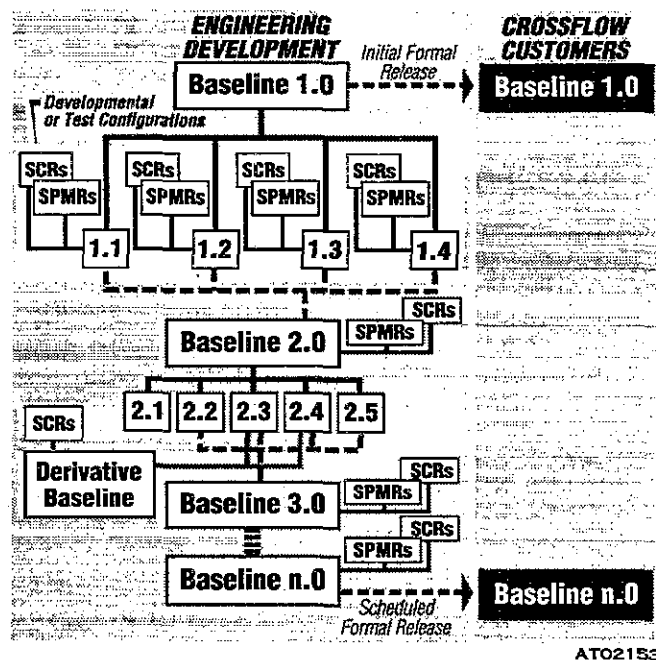 ENGINEERING
DEVELOPMENT
CROSSFLOW
CUSTOMERS
Initial Formal
Release
Baseline 1.0
Baseline 1.0
Developmental
or Test Configurations
SCRs
SCRs
SCRs
SCRs
SPMRs
SPMRs
SPMRs
SPMRs
1.1
1.2
1.3
1.4
SCRs
SPMRs
Baseline 2.0
2.1
2.2
2.3
2.4
2.5
SCRs
Derivative
Baseline
SCRs
SPMRs
Baseline 3.0
SCRs
SPMRs
Baseline n.0
Baseline n.0
Scheduled
Formal Release
ATO2153